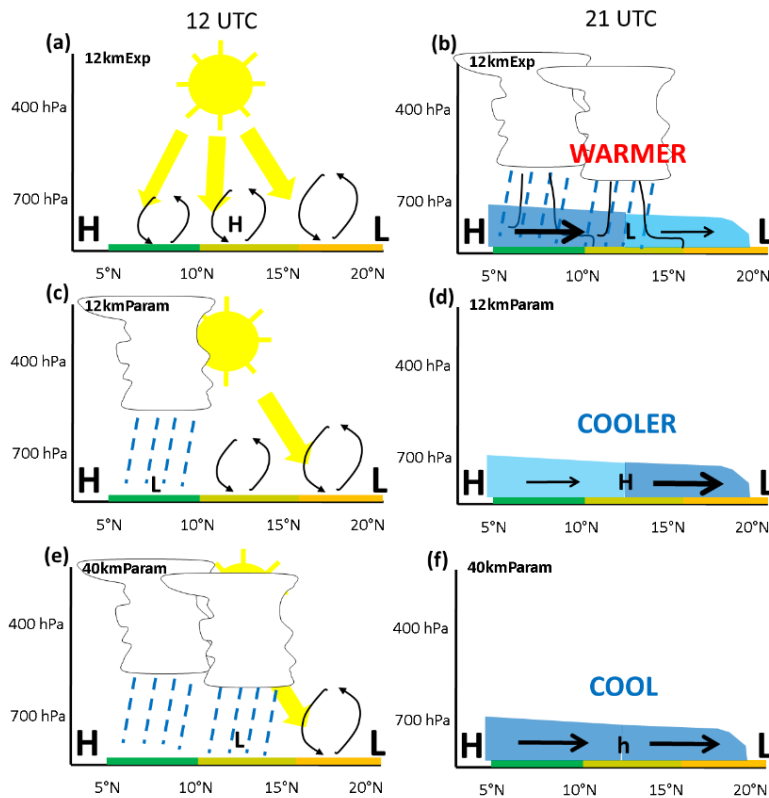 12 UTC
21 UTC
(a)
12kmExp
400 hPa
700 hPa
H
H
L
5°N 10°N 15°N 20°N
(b)
12kmExp
400 hPa
WARMER
700 hPa
H
L
L
5°N 10°N 15°N 20°N
(c)
12kmParam
400 hPa
700 hPa
H
L
L
5°N 10°N 15°N 20°N
(d)
12kmParam
400 hPa
COOLER
700 hPa
H
H
L
5°N 10°N 15°N 20°N
(e)
40kmParam
400 hPa
700 hPa
H
L
L
5°N 10°N 15°N 20°N
(f)
40kmParam
400 hPa
COOL
700 hPa
H
h
L
5°N 10°N 15°N 20°N